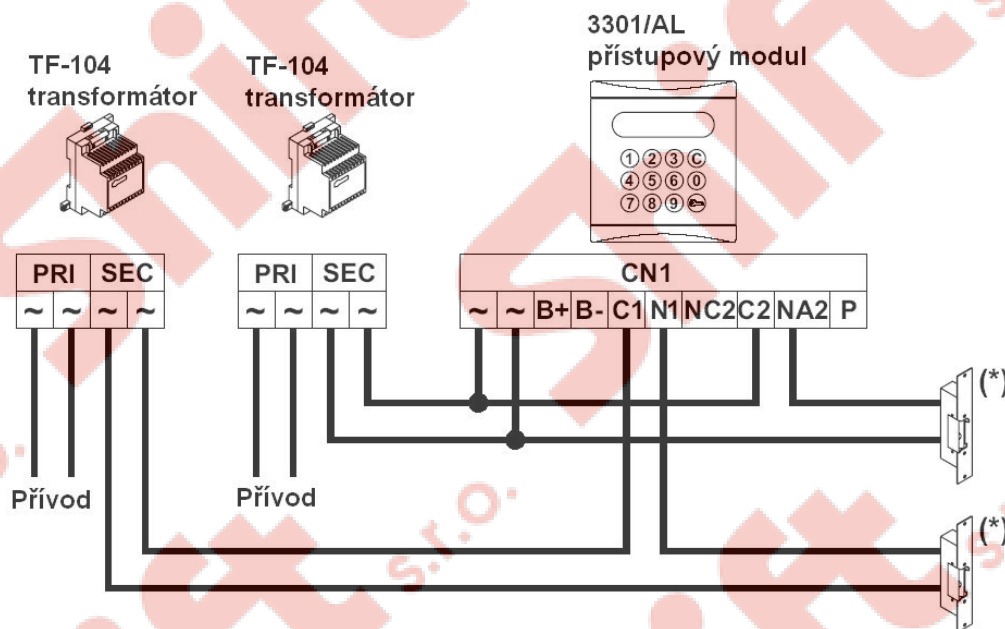 3301/AL
přístupový modul
TF-104
transformátor
TF-104
transformátor
1 2 3 C
4 5 6 0
7 8 9
PRI SEC
~ ~ ~ ~
PRI SEC
~ ~ ~ ~
CN1
~ ~ B+ B- C1 N1 NC2 C2 NA2 P
(*)
Přívod
Přívod
(*)
s.r.o.